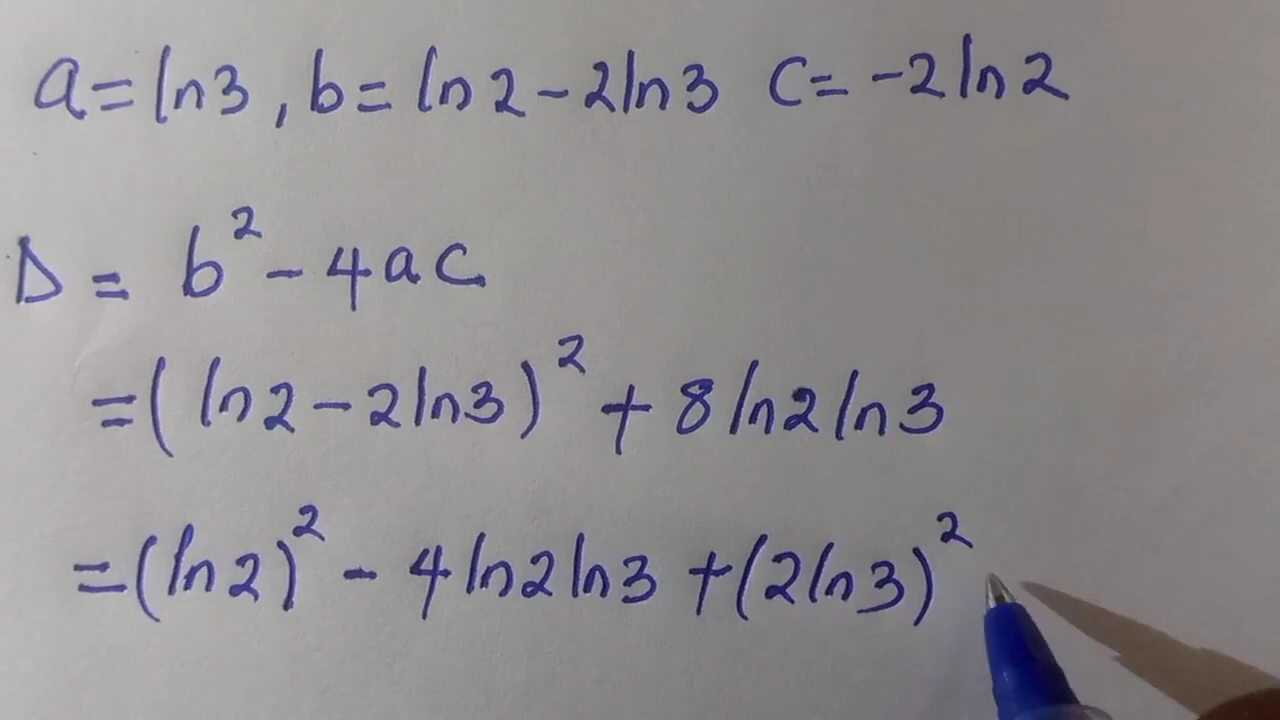 a = ln3, b = ln2 - 2ln3 C = -2ln2
D = b² - 4ac
= (ln2 - 2ln3)² + 8ln2ln3
= (ln2)² - 4ln2ln3 + (2ln3)²